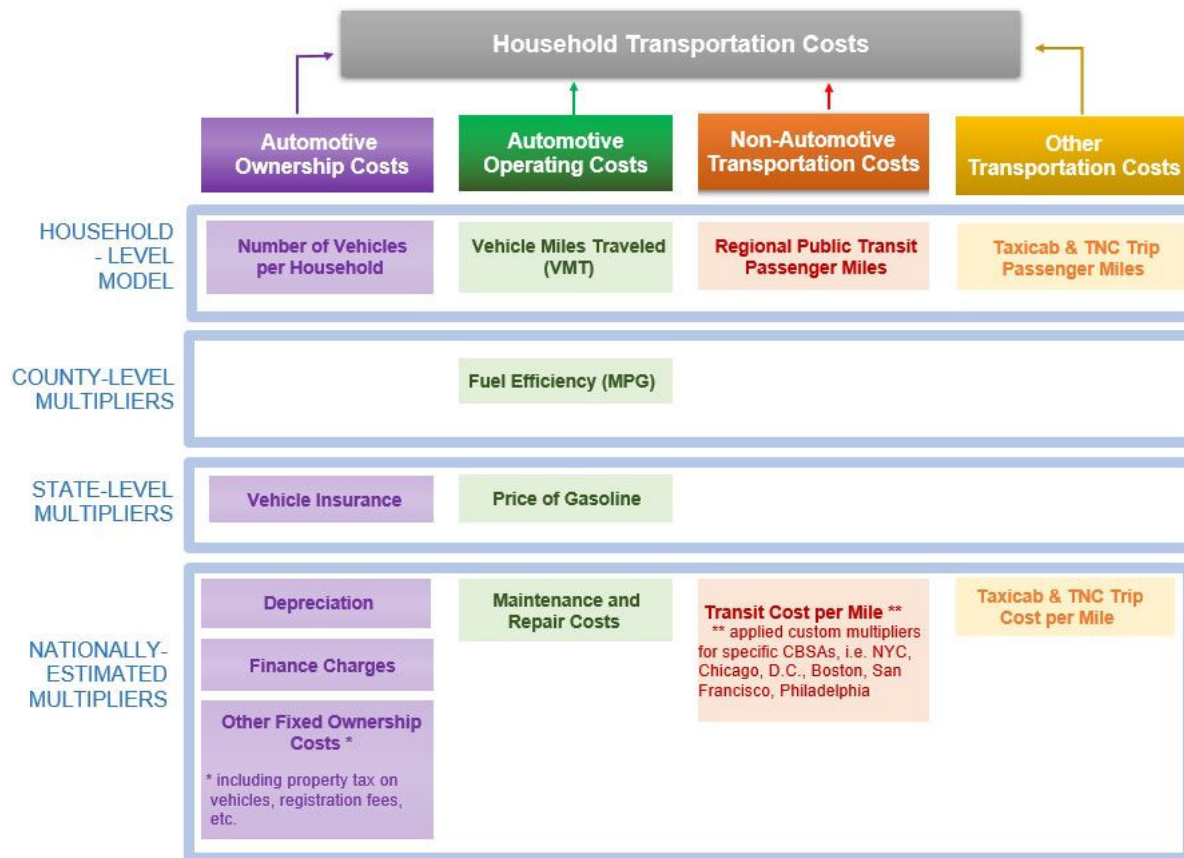 Household Transportation Costs
Automotive
Ownership Costs
Automotive
Operating Costs
Non-Automotive
Transportation Costs
Other
Transportation Costs
HOUSEHOLD
- LEVEL
MODEL
Number of Vehicles
per Household
Vehicle Miles Traveled
(VMT)
Regional Public Transit
Passenger Miles
Taxicab & TNC Trip
Passenger Miles
COUNTY-LEVEL
MULTIPLIERS
Fuel Efficiency (MPG)
STATE-LEVEL
MULTIPLIERS
Vehicle Insurance
Price of Gasoline
NATIONALLY-
ESTIMATED
MULTIPLIERS
Depreciation
Finance Charges
Other Fixed Ownership
Costs *
* including property tax on
vehicles, registration fees,
etc.
Maintenance and
Repair Costs
Transit Cost per Mile **
** applied custom multipliers
for specific CBSAs, i.e. NYC,
Chicago, D.C., Boston, San
Francisco, Philadelphia
Taxicab & TNC Trip
Cost per Mile